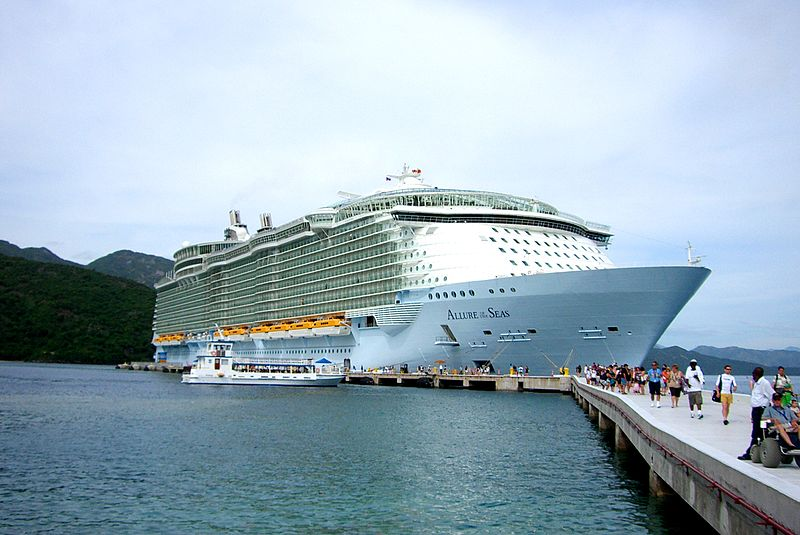 ALLURE OF THE SEAS